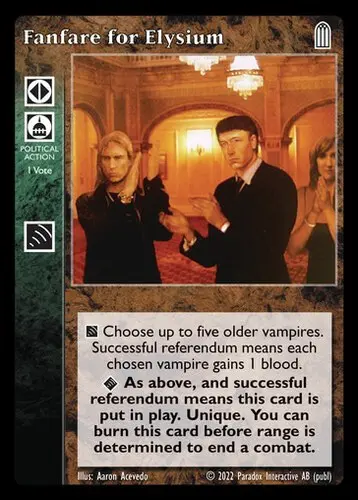 Fanfare for Elysium
POLITICAL
ACTION
1 Vote
Choose up to five older vampires.
Successful referendum means each
chosen vampire gains 1 blood.
As above, and successful
referendum means this card is
put in play. Unique. You can
burn this card before range is
determined to end a combat.
Illus: Aaron Acevedo © 2022 Paradox Interactive AB (publ)